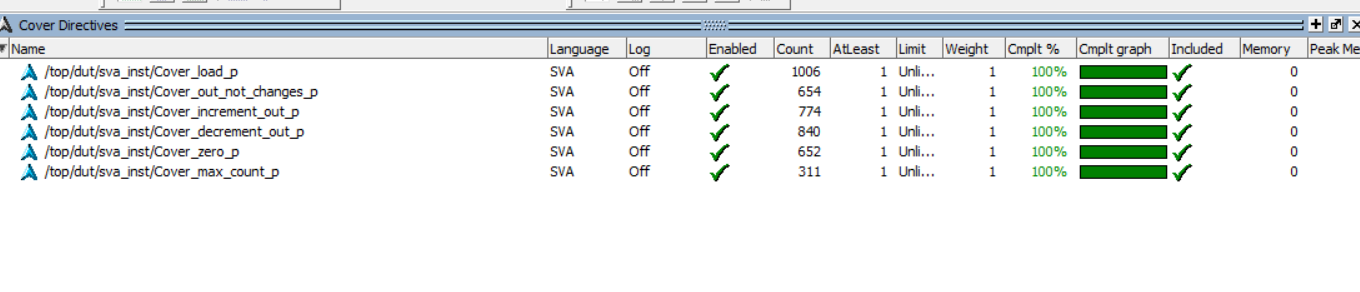 Cover Directives
Name Language Log Enabled Count AtLeast Limit Weight Cmplt % Cmplt graph Included Memory Peak Me
/top/dut/sva_inst/Cover_load_p SVA Off 1006 1 Unli... 1 100% 0
/top/dut/sva_inst/Cover_out_not_changes_p SVA Off 654 1 Unli... 1 100% 0
/top/dut/sva_inst/Cover_increment_out_p SVA Off 774 1 Unli... 1 100% 0
/top/dut/sva_inst/Cover_decrement_out_p SVA Off 840 1 Unli... 1 100% 0
/top/dut/sva_inst/Cover_zero_p SVA Off 652 1 Unli... 1 100% 0
/top/dut/sva_inst/Cover_max_count_p SVA Off 311 1 Unli... 1 100% 0